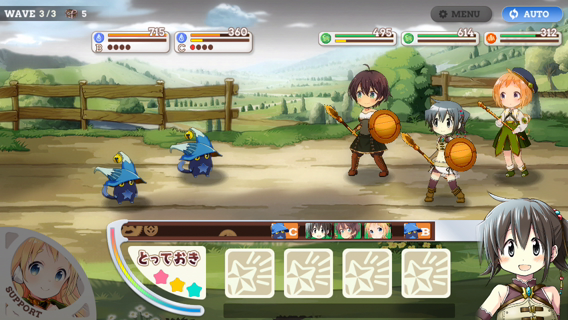 WAVE 3/3 5
MENU
AUTO
715
360
495
614
312
B
C
C
B
とっておき
SUPPORT